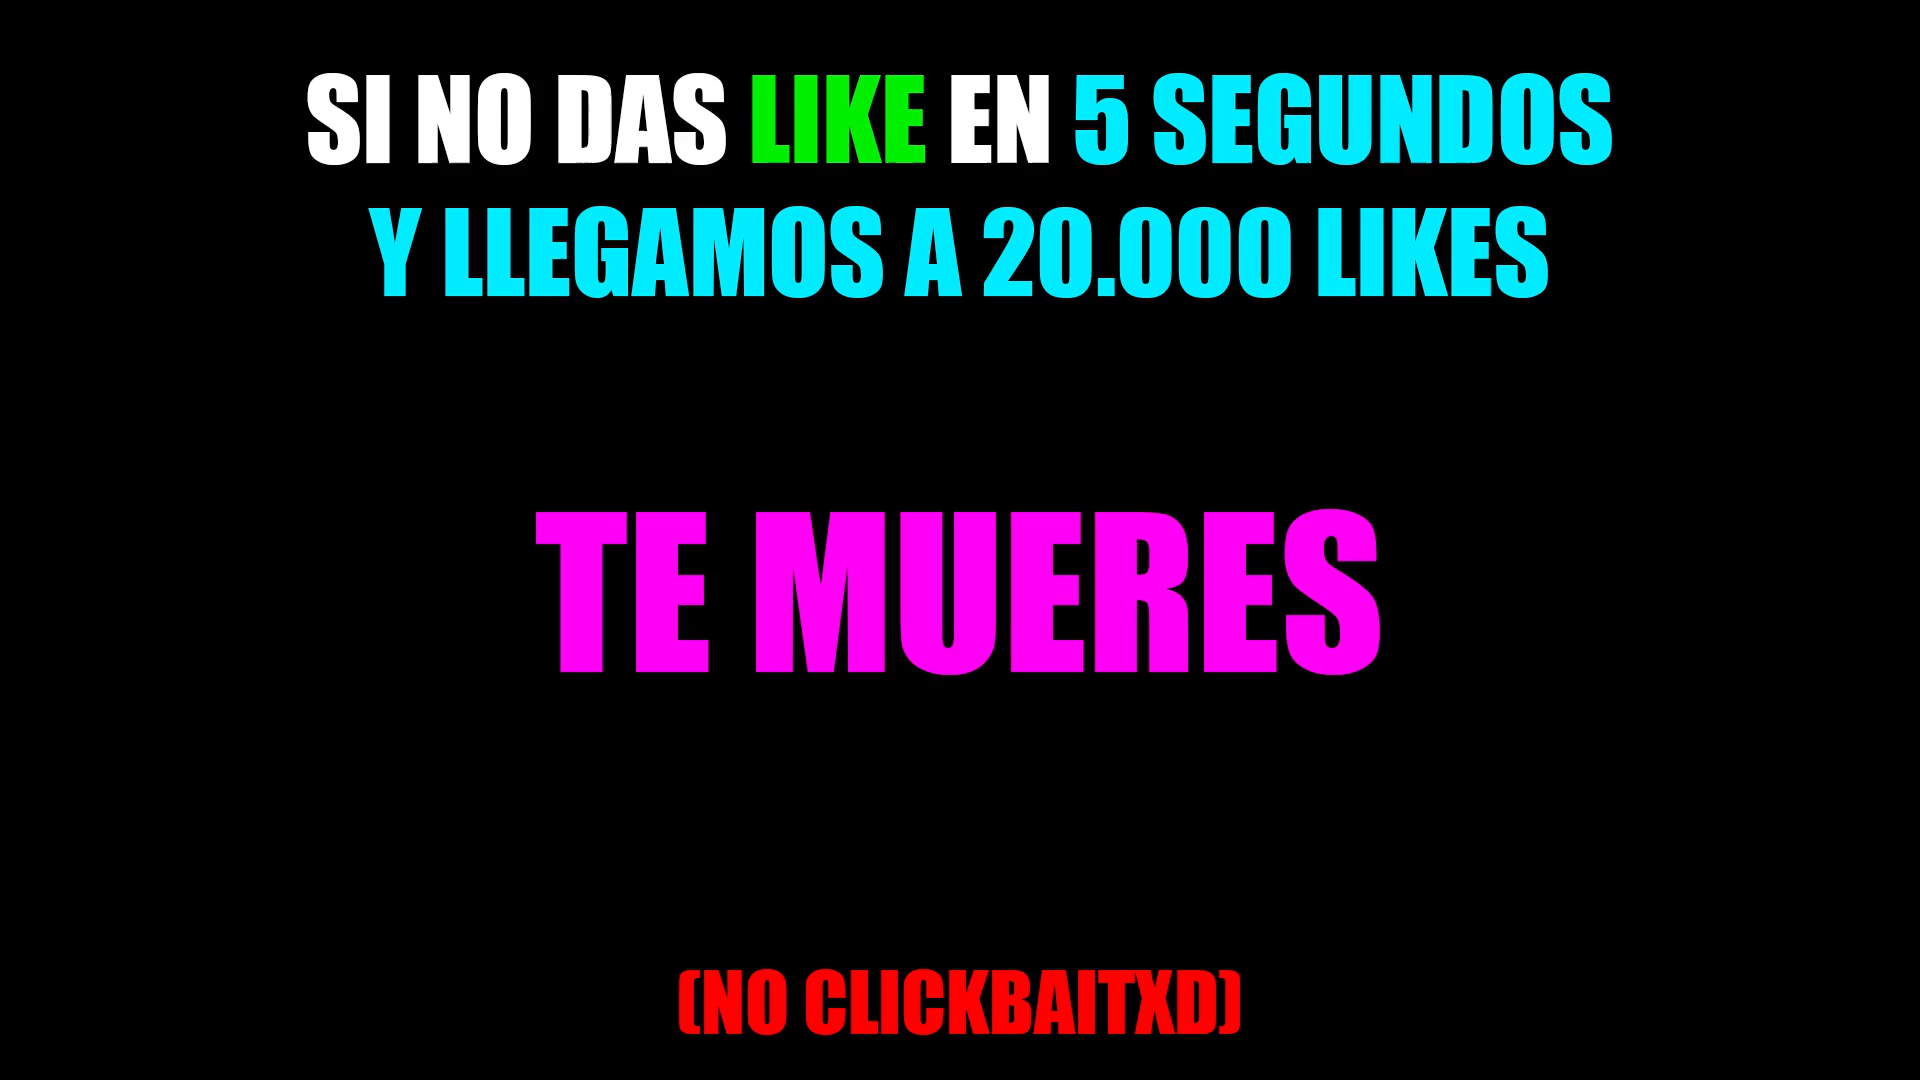 SI NO DAS LIKE EN 5 SEGUNDOS
Y LLEGAMOS A 20.000 LIKES
TE MUERES
(NO CLICKBAITXD)